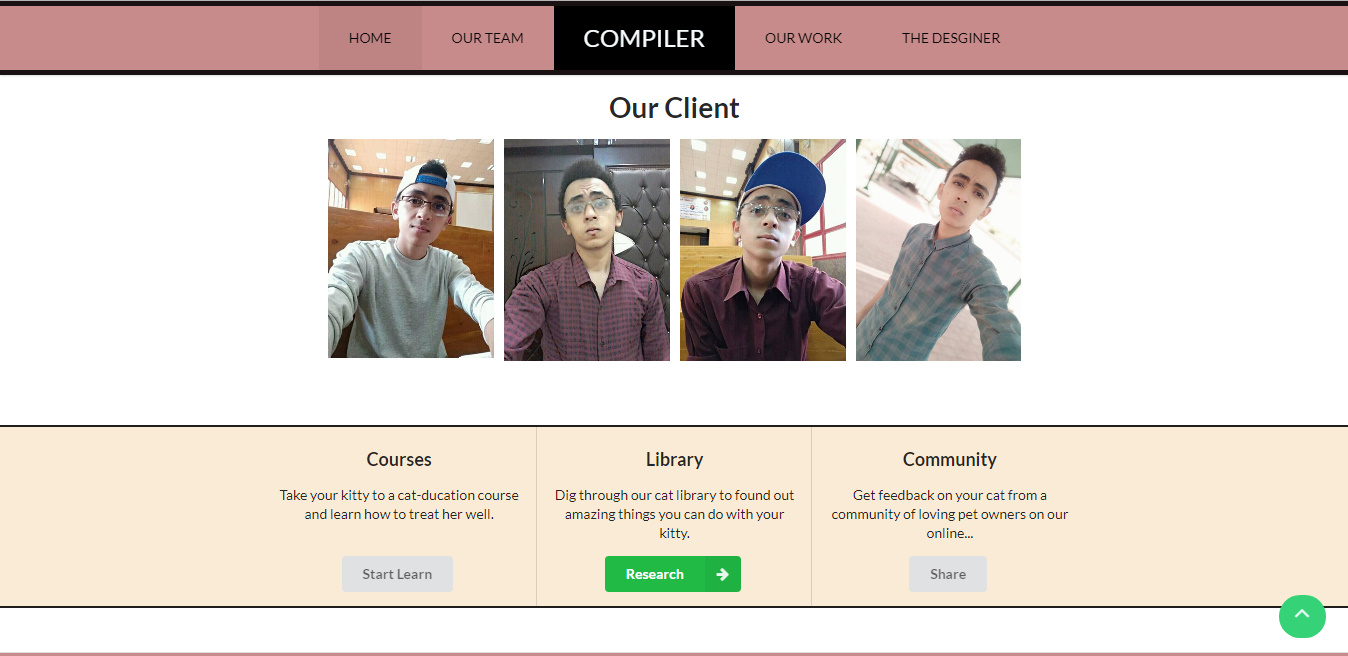 HOME OUR TEAM COMPILER OUR WORK THE DESGINER
Our Client
Courses
Take your kitty to a cat-ducation course
and learn how to treat her well.
Start Learn
Library
Dig through our cat library to found out
amazing things you can do with your
kitty.
Research
Community
Get feedback on your cat from a
community of loving pet owners on our
online...
Share